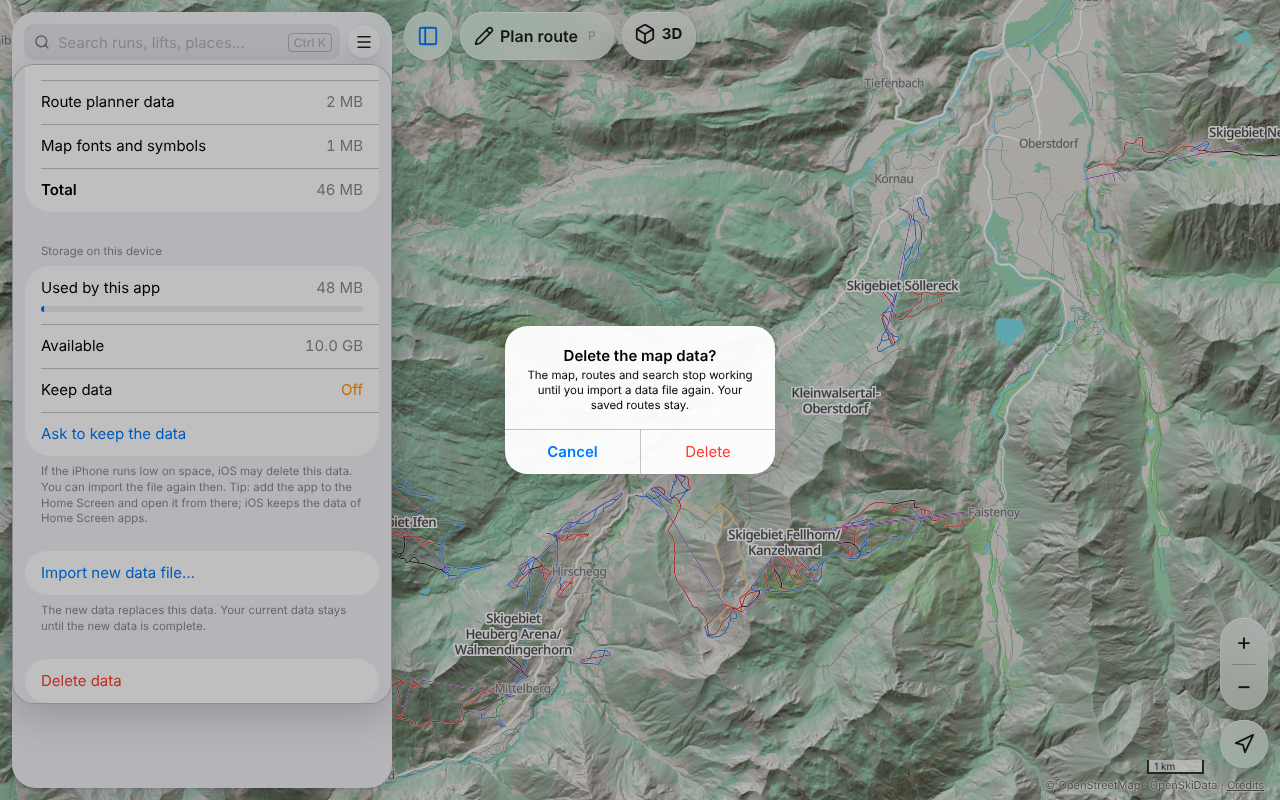 Search runs, lifts, places...
Ctrl K
Plan route P
3D
Route planner data 2 MB
Map fonts and symbols 1 MB
Total 46 MB
Storage on this device
Used by this app 48 MB
Available 10.0 GB
Keep data Off
Ask to keep the data
If the iPhone runs low on space, iOS may delete this data.
You can import the file again then. Tip: add the app to the
Home Screen and open it from there; iOS keeps the data of
Home Screen apps.
Import new data file...
The new data replaces this data. Your current data stays
until the new data is complete.
Delete data
Delete the map data?
The map, routes and search stop working
until you import a data file again. Your
saved routes stay.
Cancel
Delete
Tiefenbach
Oberstdorf
Kornau
Skigebiet Ne
Skigebiet Söllereck
Kleinwalsertal-
Oberstdorf
Faistenoy
Skigebiet Fellhorn/
Kanzelwand
iet Ifen
Hirschegg
Skigebiet
Heuberg Arena/
Walmendingerhorn
Mittelberg
+
−
1 km
© OpenStreetMap · OpenSkiData · Credits